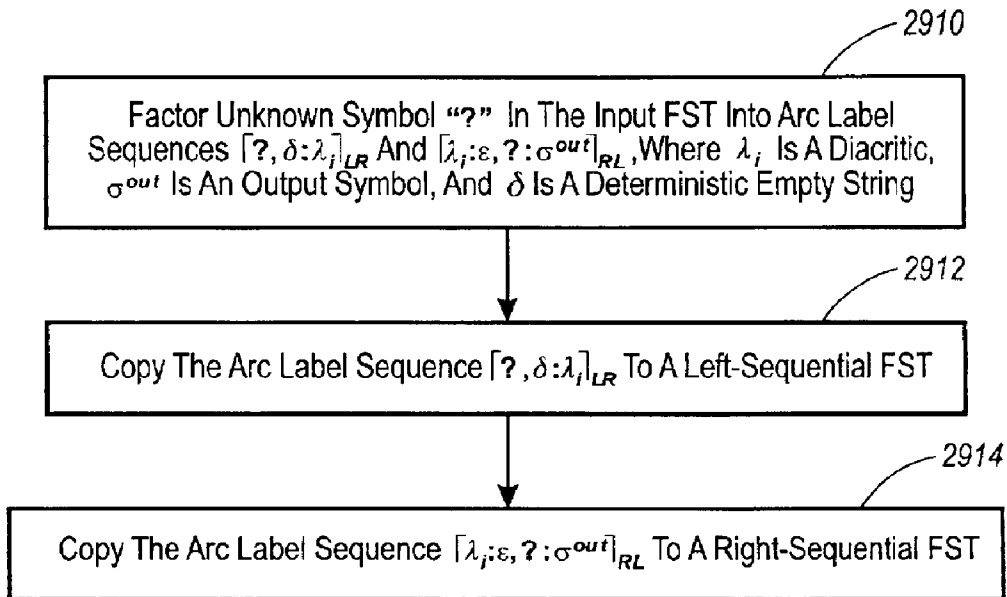 2910
Factor Unknown Symbol “?” In The Input FST Into Arc Label
Sequences ⌈?, δ:λᵢ⌉LR And ⌈λᵢ:ε, ?:σᵒᵘᵗ⌉RL ,Where λᵢ Is A Diacritic,
σᵒᵘᵗ Is An Output Symbol, And δ Is A Deterministic Empty String
2912
Copy The Arc Label Sequence ⌈?, δ:λᵢ⌉LR To A Left-Sequential FST
2914
Copy The Arc Label Sequence ⌈λᵢ:ε, ?:σᵒᵘᵗ⌉RL To A Right-Sequential FST